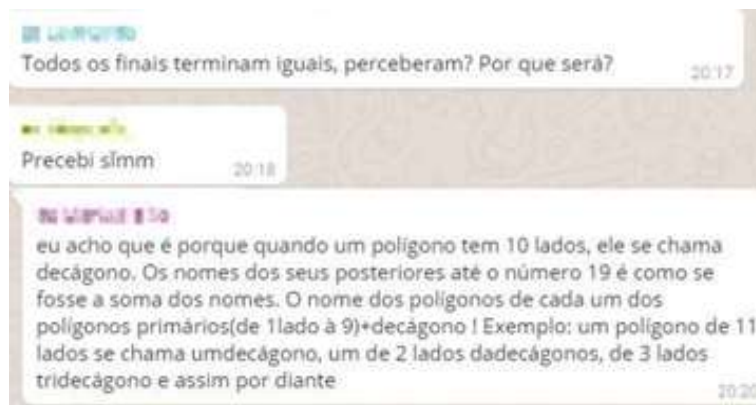 Todos os finais terminam iguais, perceberam? Por que será?
20:17
Precebi sîmm
20:18
eu acho que é porque quando um polígono tem 10 lados, ele se chama
decágono. Os nomes dos seus posteriores até o número 19 é como se
fosse a soma dos nomes. O nome dos polígonos de cada um dos
polígonos primários(de 1lado à 9)+decágono ! Exemplo: um polígono de 11
lados se chama umdecágono, um de 2 lados dadecágonos, de 3 lados
tridecágono e assim por diante
20:20